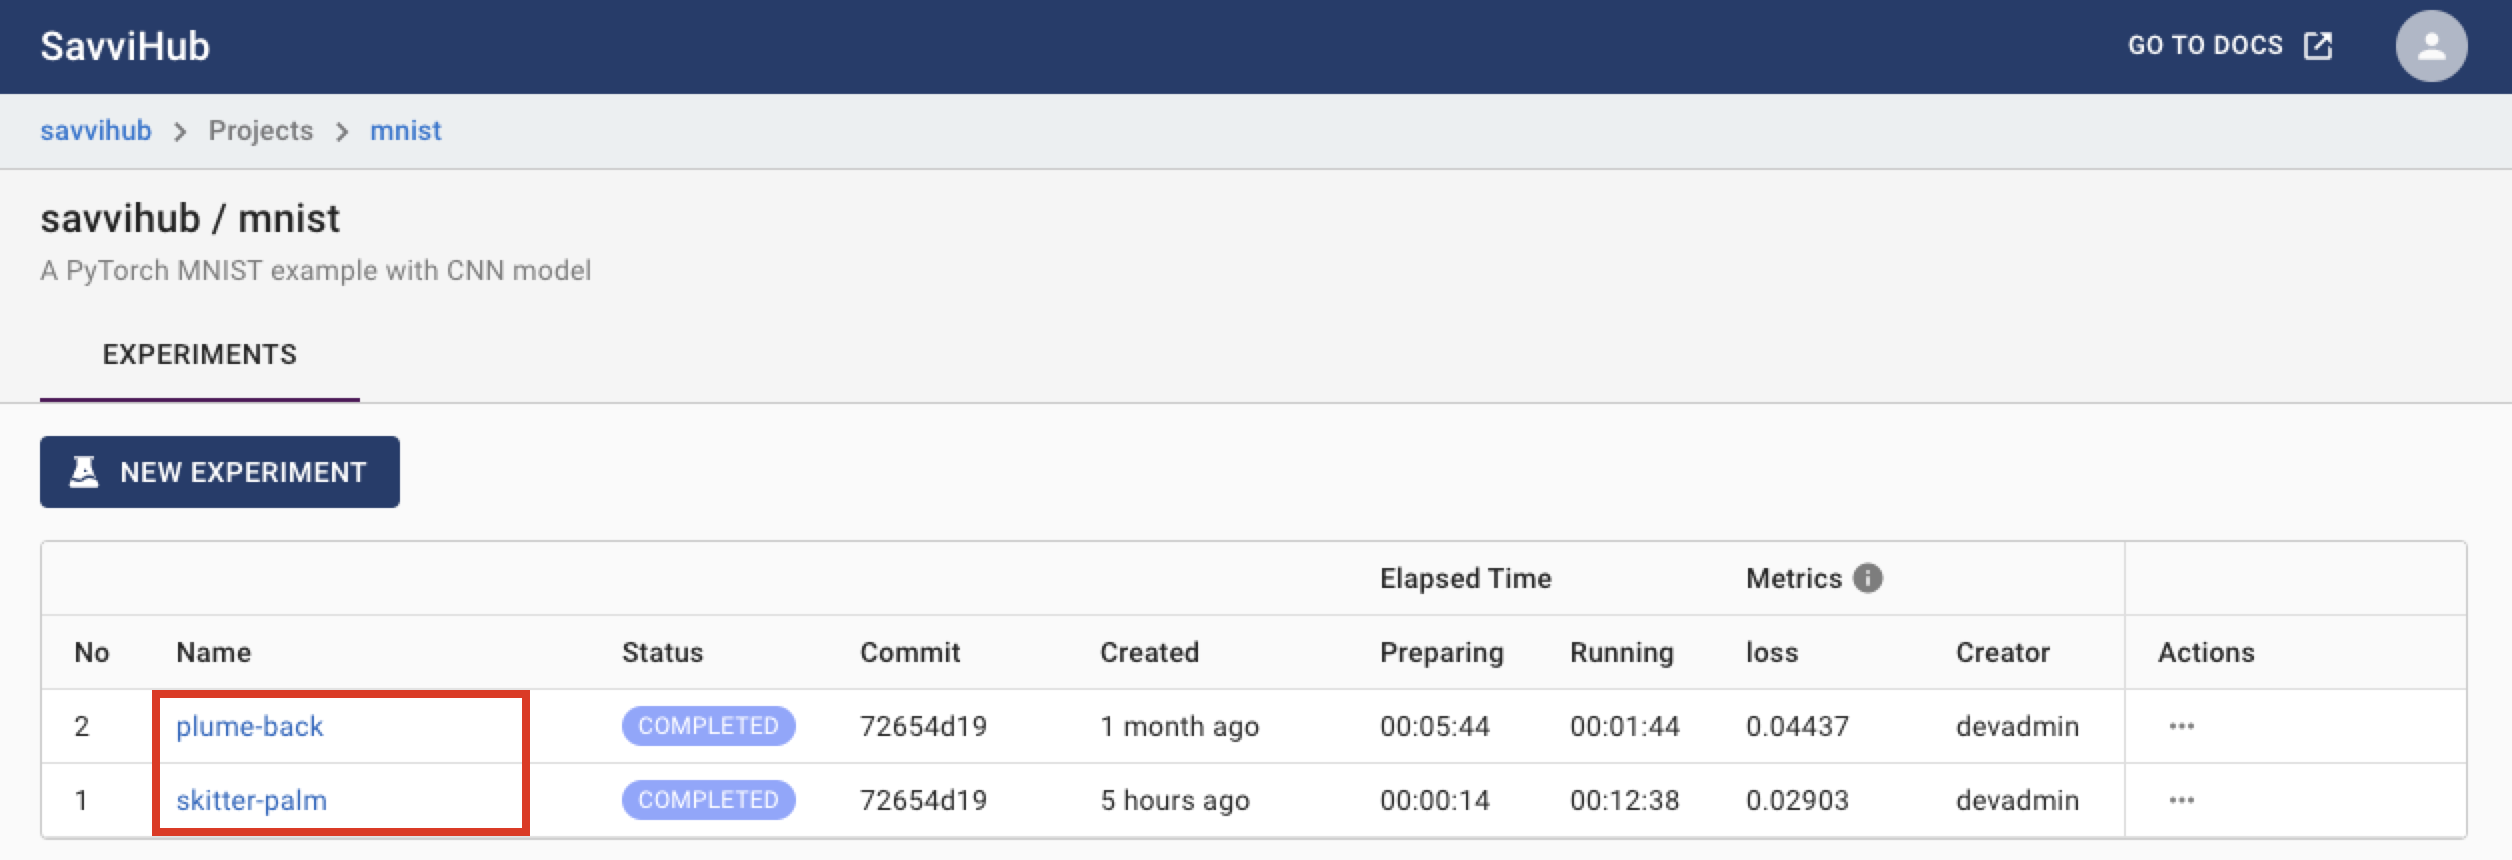 SavviHub GO TO DOCS
savvihub > Projects > mnist
savvihub / mnist
A PyTorch MNIST example with CNN model
EXPERIMENTS
NEW EXPERIMENT
Elapsed Time Metrics i
No Name Status Commit Created Preparing Running loss Creator Actions
2 plume-back COMPLETED 72654d19 1 month ago 00:05:44 00:01:44 0.04437 devadmin ...
1 skitter-palm COMPLETED 72654d19 5 hours ago 00:00:14 00:12:38 0.02903 devadmin ...